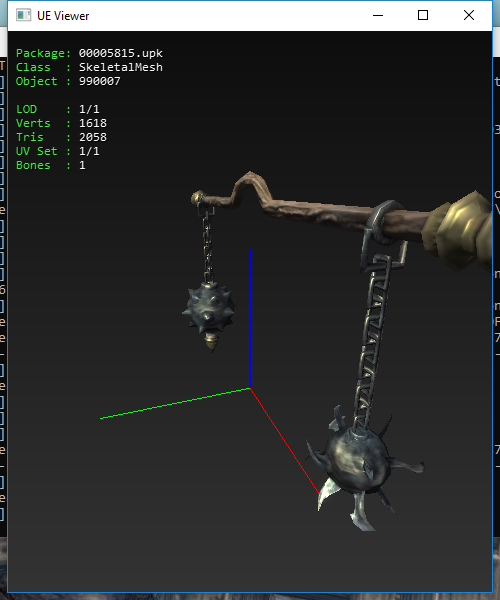 UE Viewer
Package: 00005815.upk
Class : SkeletalMesh
Object : 990007
LOD : 1/1
Verts : 1618
Tris : 2058
UV Set : 1/1
Bones : 1